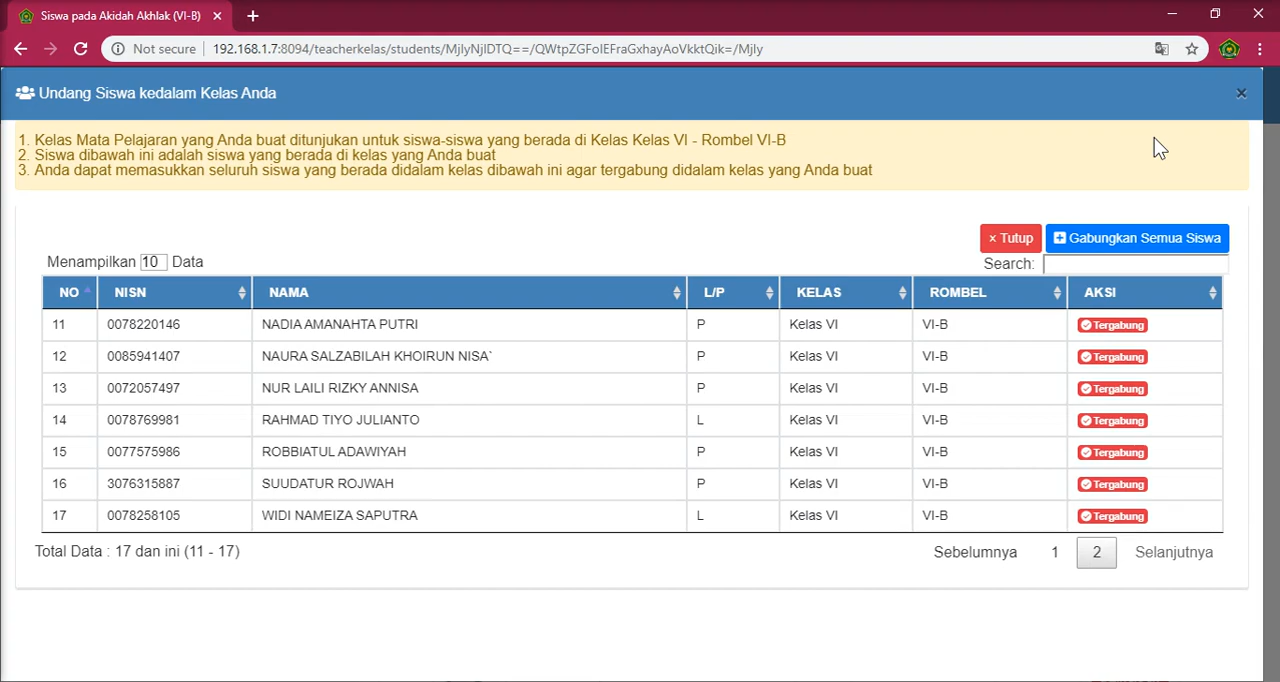 Siswa pada Akidah Akhlak (VI-B)
Not secure 192.168.1.7:8094/teacherkelas/students/MjIyNjIDTQ==/QWtpZGFoIEFraGxhayAoVkktQik=/MjIy
Undang Siswa kedalam Kelas Anda
1. Kelas Mata Pelajaran yang Anda buat ditunjukan untuk siswa-siswa yang berada di Kelas Kelas VI - Rombel VI-B
2. Siswa dibawah ini adalah siswa yang berada di kelas yang Anda buat
3. Anda dapat memasukkan seluruh siswa yang berada didalam kelas dibawah ini agar tergabung didalam kelas yang Anda buat
× Tutup Gabungkan Semua Siswa
Menampilkan 10 Data Search:
NO NISN NAMA L/P KELAS ROMBEL AKSI
11 0078220146 NADIA AMANAHTA PUTRI P Kelas VI VI-B Tergabung
12 0085941407 NAURA SALZABILAH KHOIRUN NISA` P Kelas VI VI-B Tergabung
13 0072057497 NUR LAILI RIZKY ANNISA P Kelas VI VI-B Tergabung
14 0078769981 RAHMAD TIYO JULIANTO L Kelas VI VI-B Tergabung
15 0077575986 ROBBIATUL ADAWIYAH P Kelas VI VI-B Tergabung
16 3076315887 SUUDATUR ROJWAH P Kelas VI VI-B Tergabung
17 0078258105 WIDI NAMEIZA SAPUTRA L Kelas VI VI-B Tergabung
Total Data : 17 dan ini (11 - 17) Sebelumnya 1 2 Selanjutnya